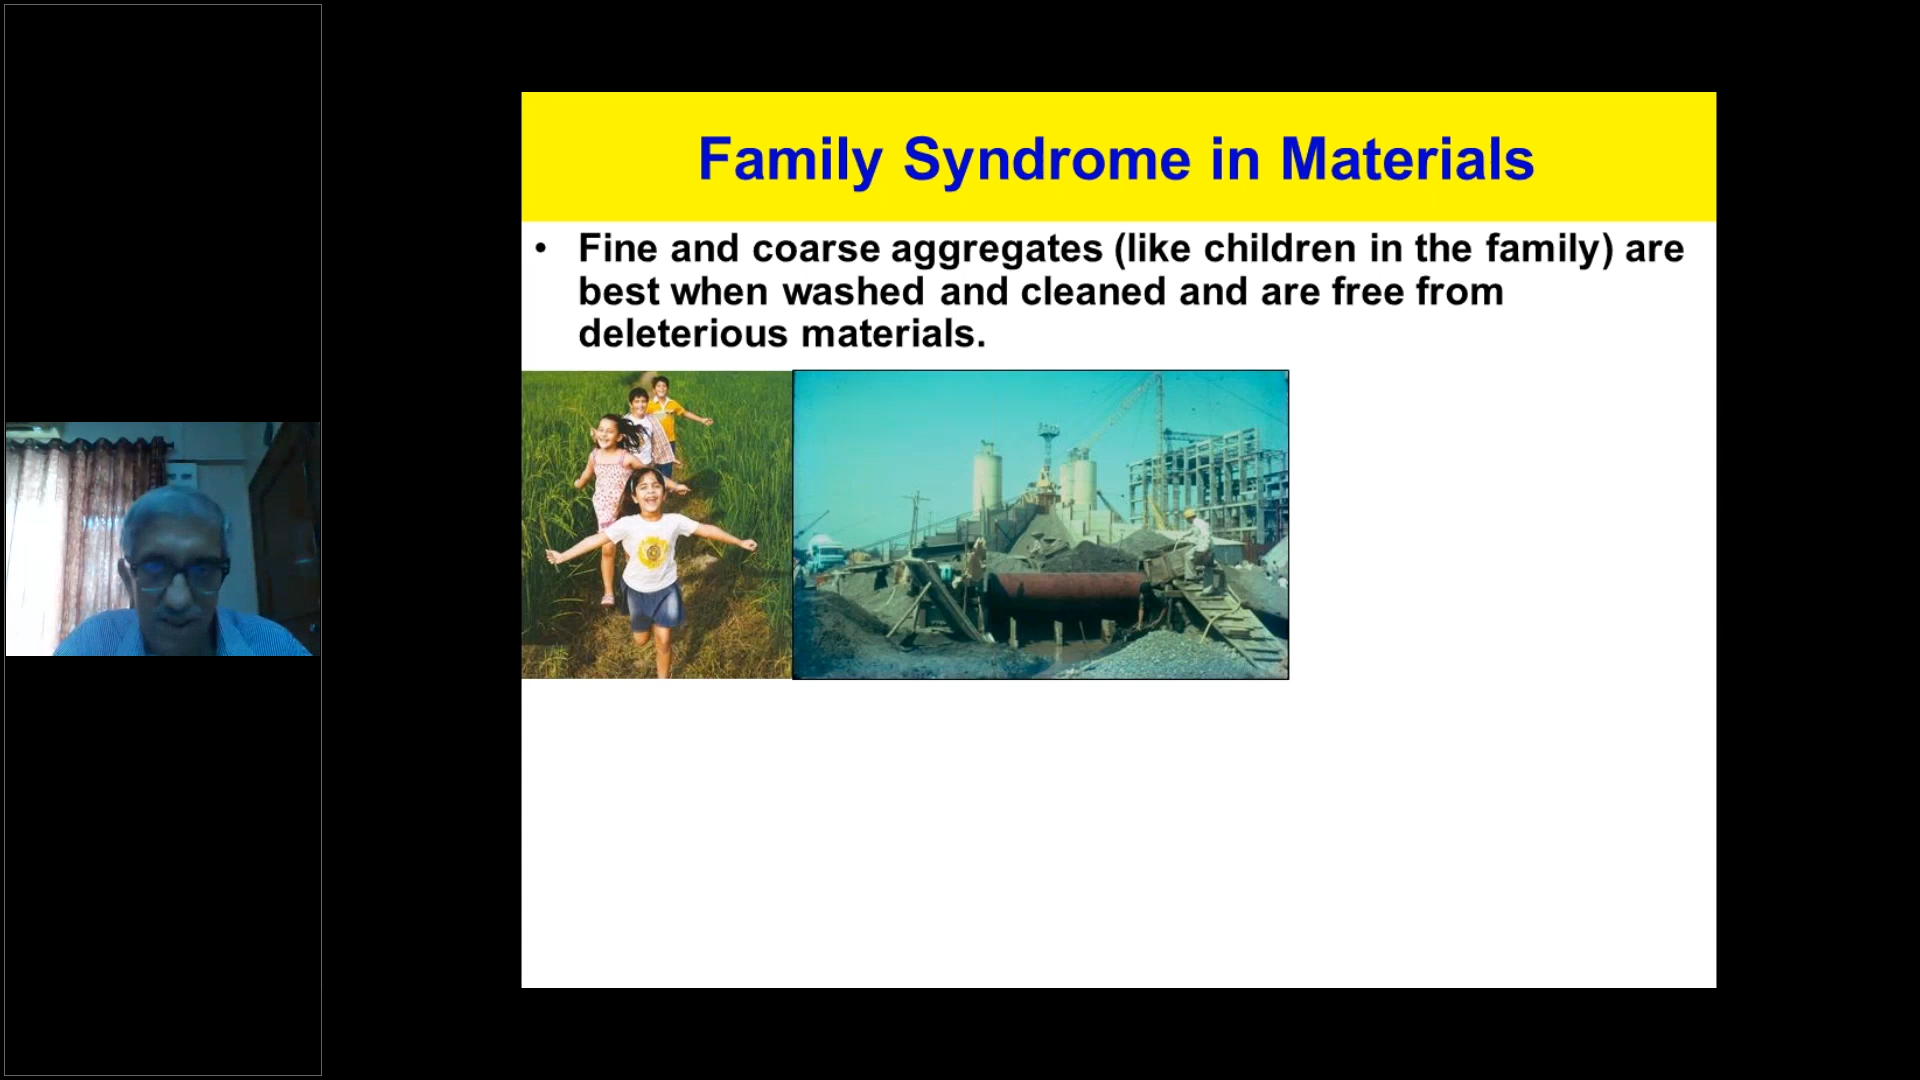 Family Syndrome in Materials
• Fine and coarse aggregates (like children in the family) are
best when washed and cleaned and are free from
deleterious materials.